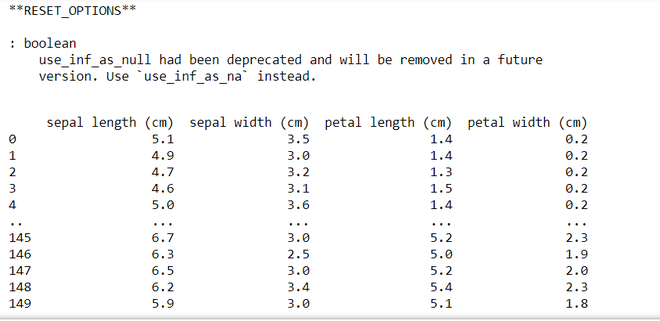 **RESET_OPTIONS**
: boolean
use_inf_as_null had been deprecated and will be removed in a future
version. Use `use_inf_as_na` instead.
sepal length (cm) sepal width (cm) petal length (cm) petal width (cm)
0 5.1 3.5 1.4 0.2
1 4.9 3.0 1.4 0.2
2 4.7 3.2 1.3 0.2
3 4.6 3.1 1.5 0.2
4 5.0 3.6 1.4 0.2
.. ... ... ... ...
145 6.7 3.0 5.2 2.3
146 6.3 2.5 5.0 1.9
147 6.5 3.0 5.2 2.0
148 6.2 3.4 5.4 2.3
149 5.9 3.0 5.1 1.8